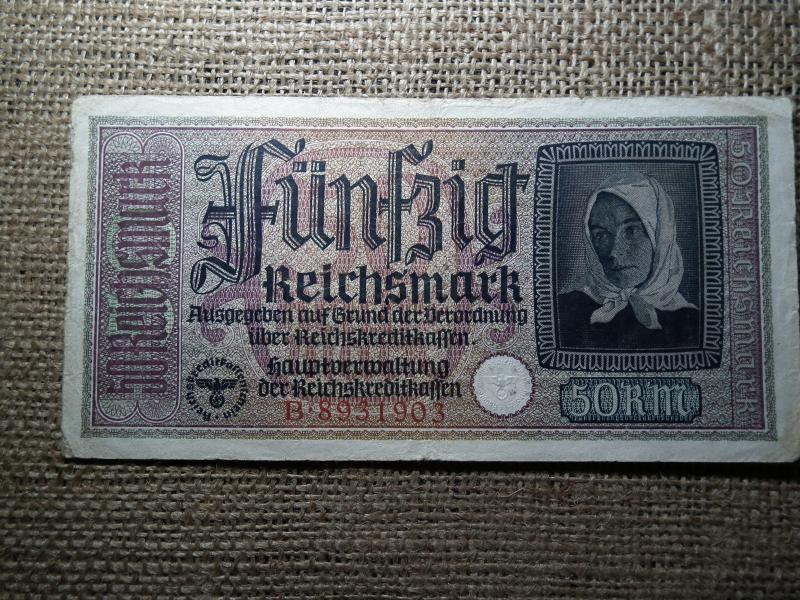 50 Reichsmark
Fünfzig
Reichsmark
Ausgegeben auf Grund der Verordnung
über Reichskreditkassen.
Hauptverwaltung
der Reichskreditkassen
B·8931903
Reichskreditkassenschein
50 RM
50 Reichsmark